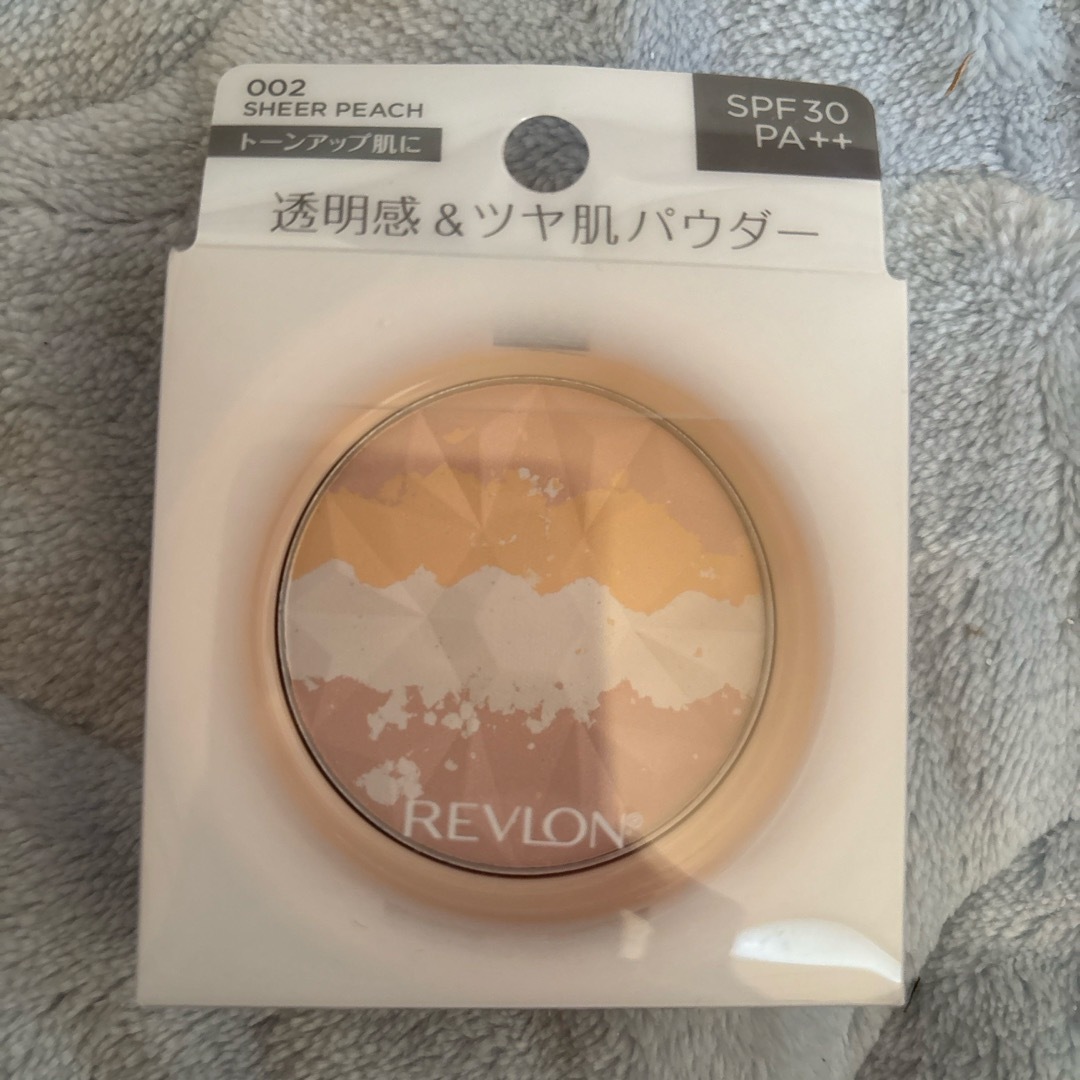 002
SHEER PEACH
トーンアップ肌に
SPF30
PA++
透明感&ツヤ肌パウダー
REVLON®